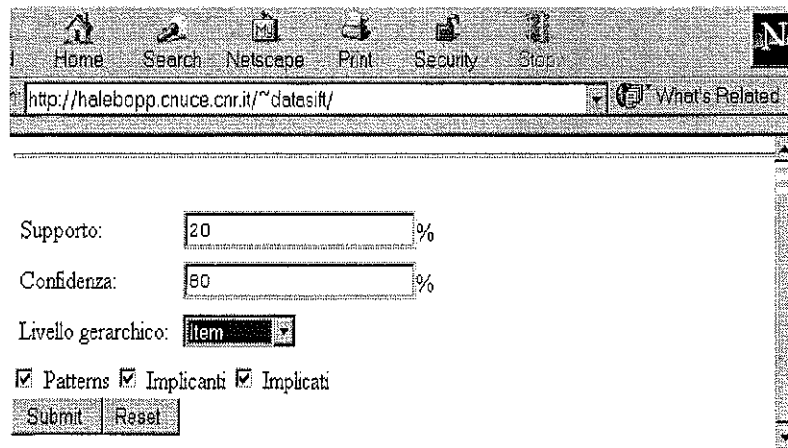 Home Search Netscape Print Security Stop N
http://halebopp.cnuce.cnr.it/~datasift/ What's Related
Supporto: 20 %
Confidenza: %
Livello gerarchico: Item
Patterns Implicanti Implicati
Submit Reset